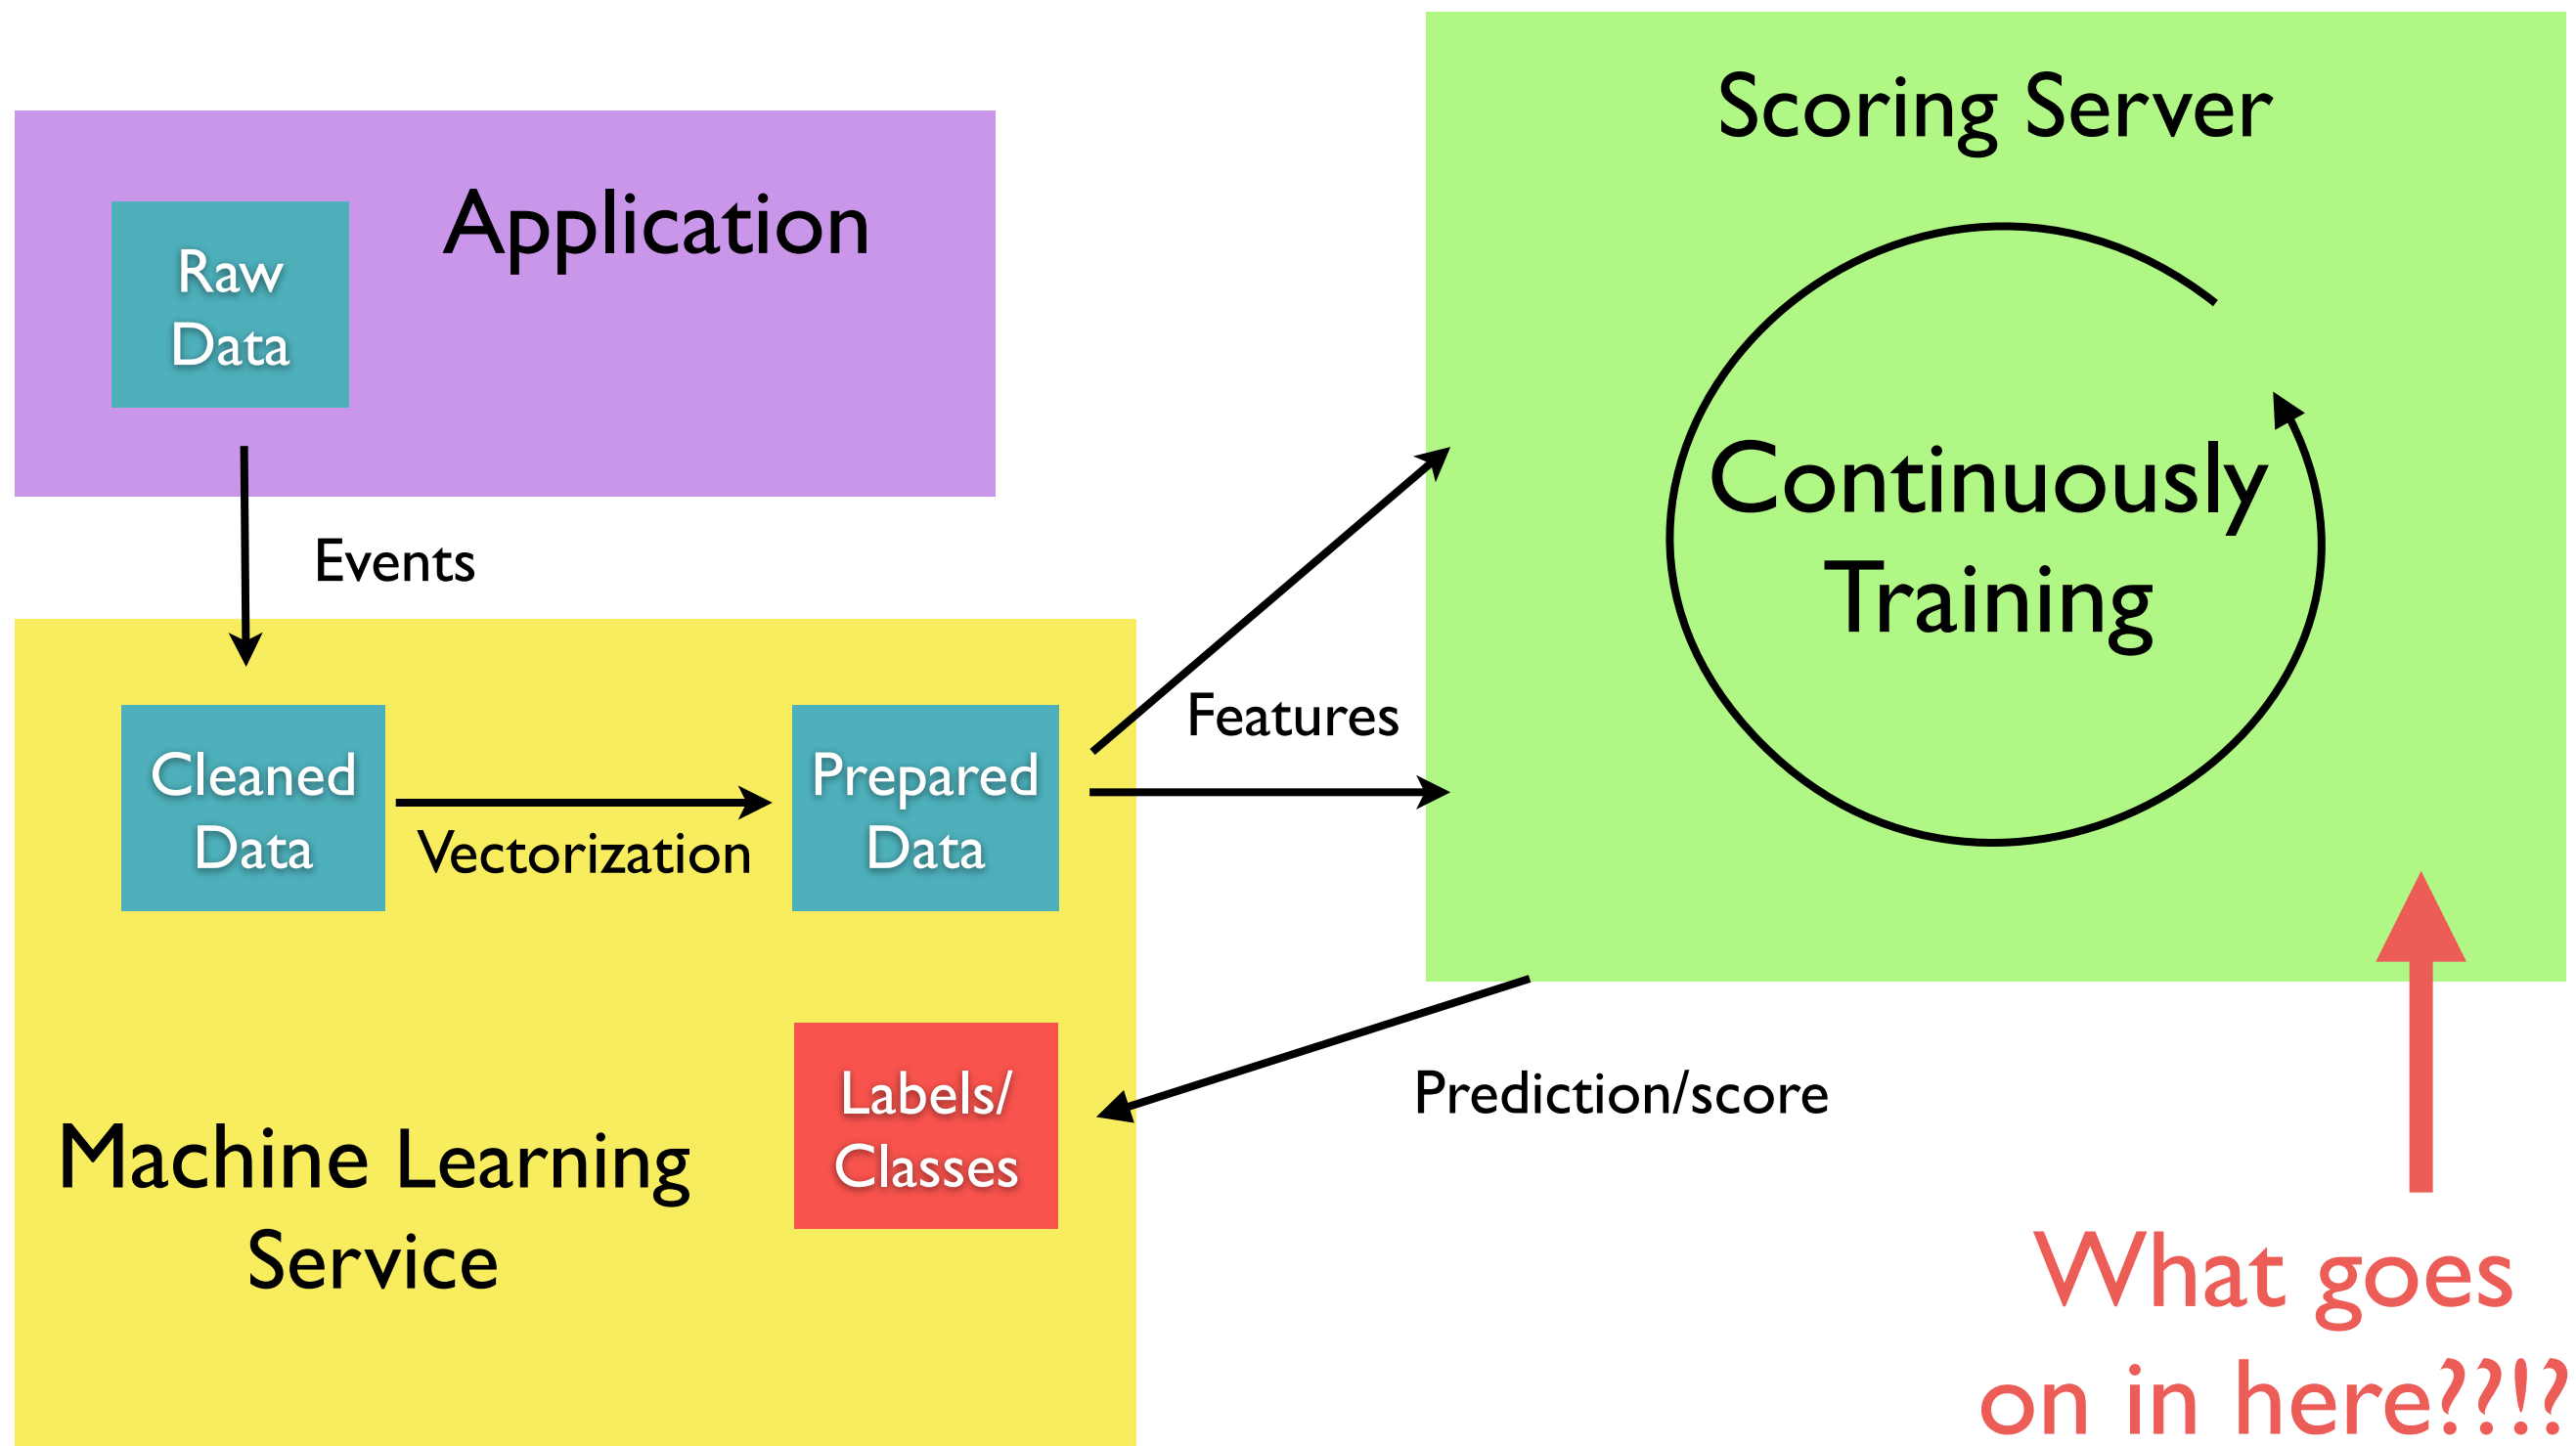 Scoring Server
Application
Raw
Data
Events
Continuously
Training
Features
Cleaned
Data
Vectorization
Prepared
Data
Labels/
Classes
Prediction/score
Machine Learning
Service
What goes
on in here??!?